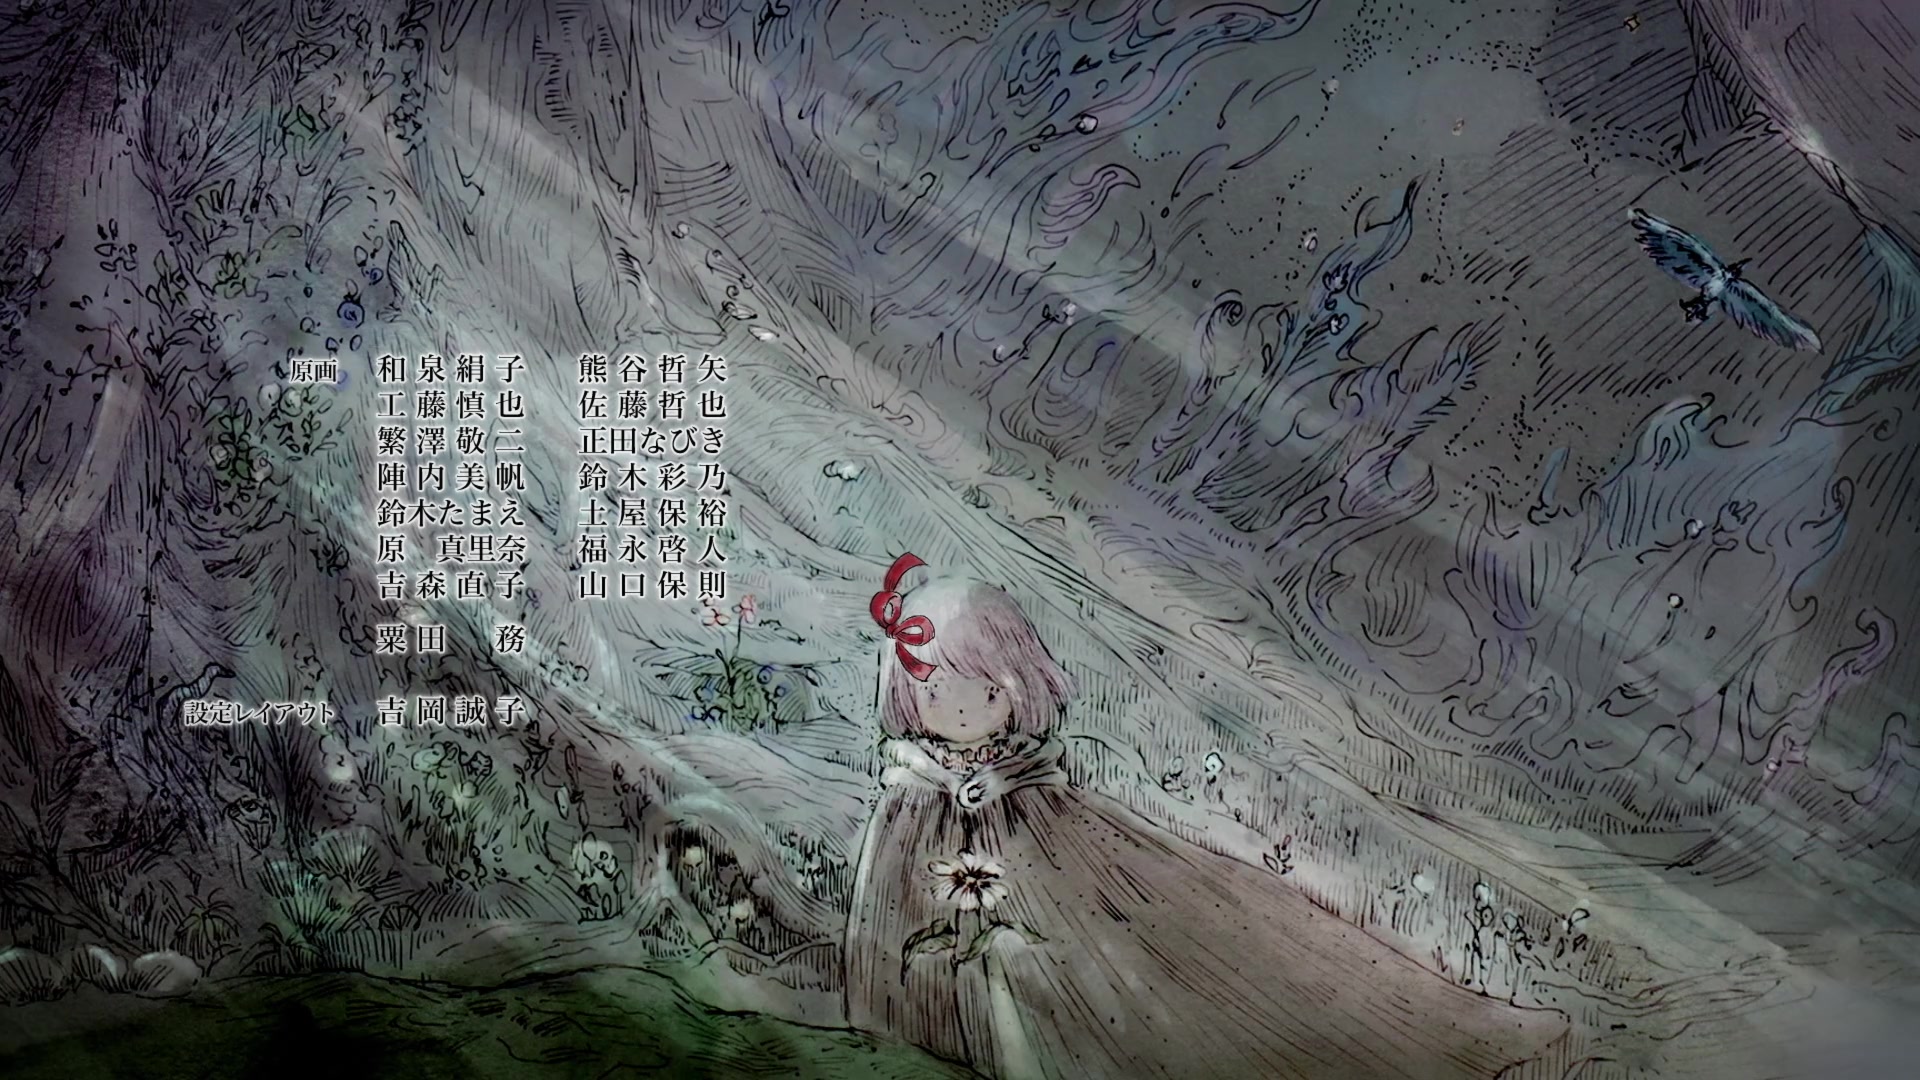 原画 和泉絹子 熊谷哲矢
工藤慎也 佐藤哲也
繁澤敬二 正田なびき
陣内美帆 鈴木彩乃
鈴木たまえ 土屋保裕
原 真里奈 福永啓人
吉森直子 山口保則
粟田 務
設定レイアウト 吉岡誠子